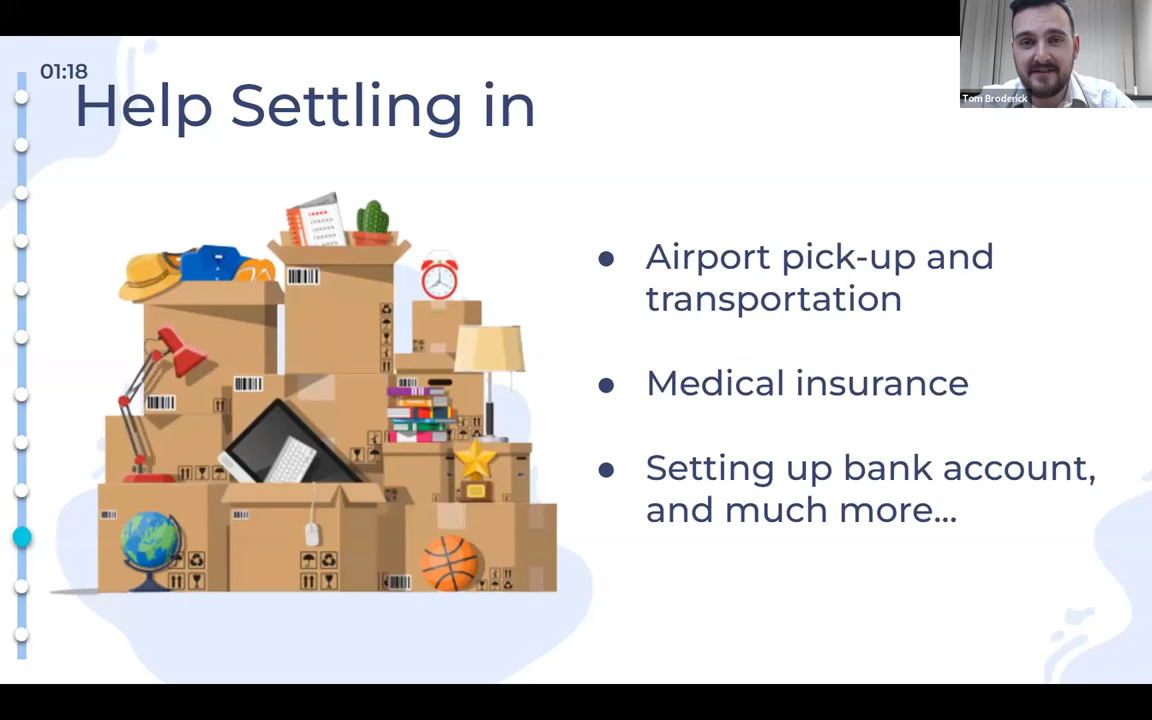 01:18
Help Settling in
Tom Broderick
● Airport pick-up and
transportation
● Medical insurance
● Setting up bank account,
and much more...